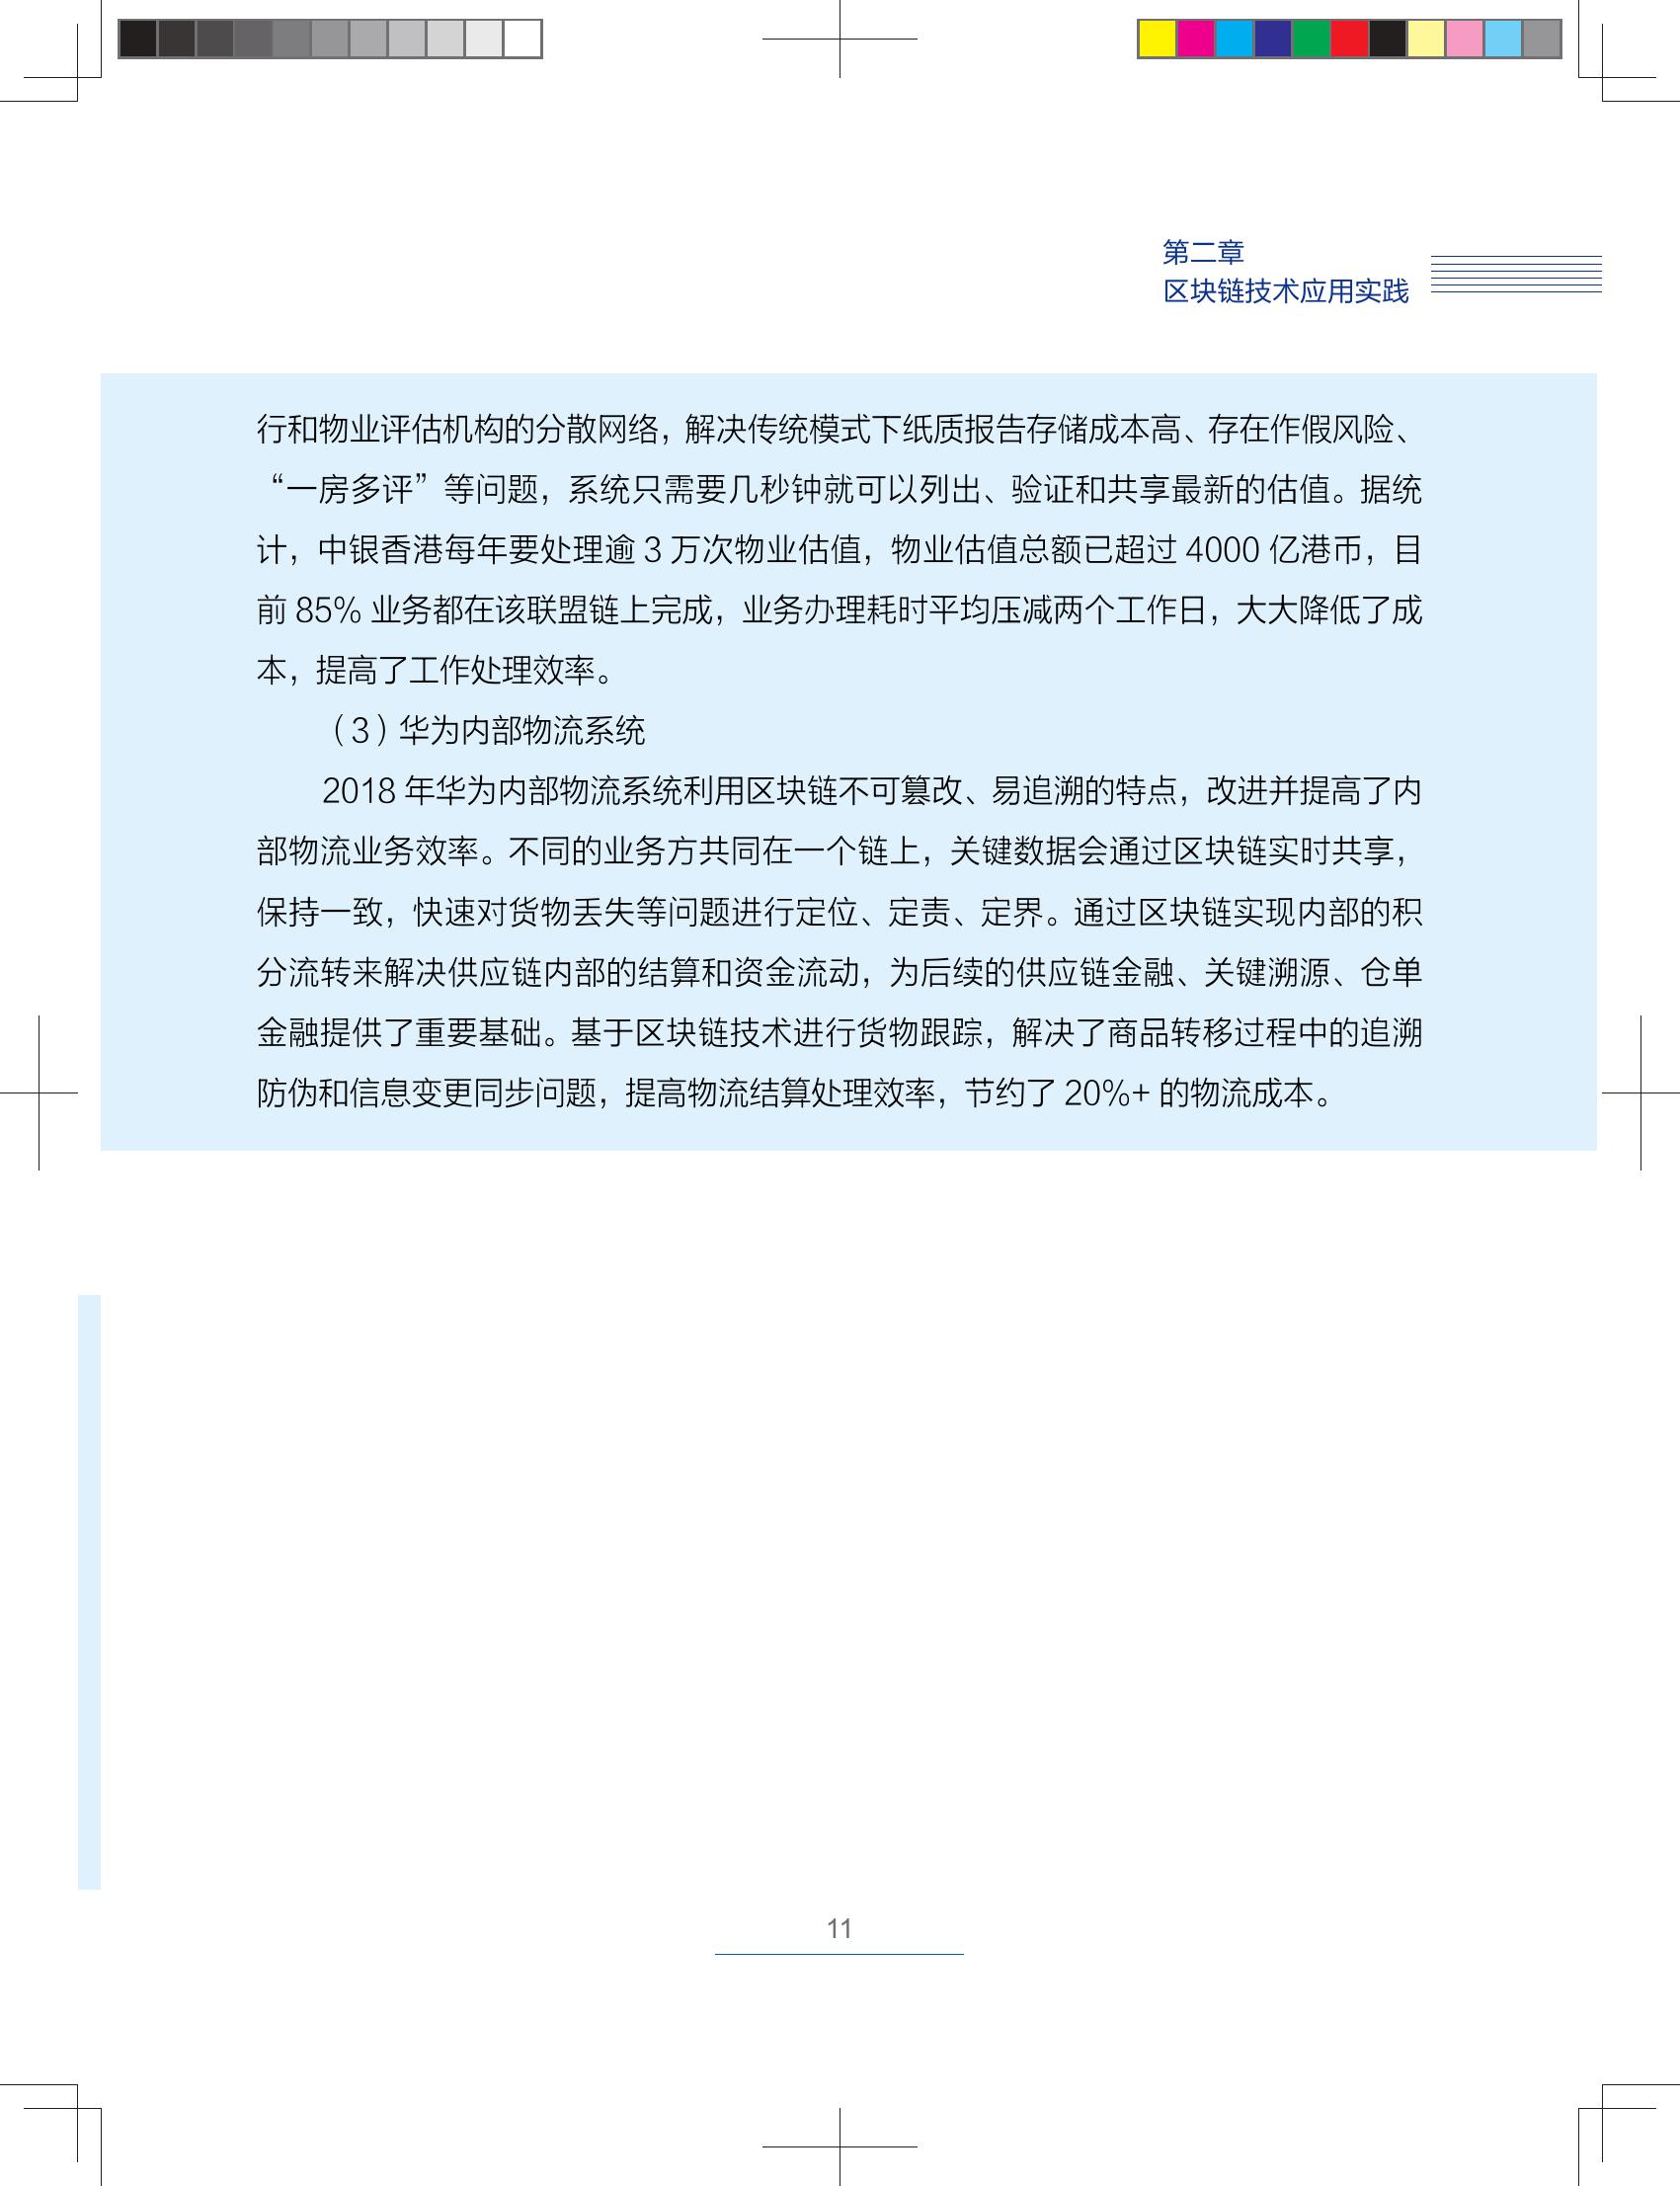 第二章
区块链技术应用实践
行和物业评估机构的分散网络，解决传统模式下纸质报告存储成本高、存在作假风险、
“一房多评”等问题，系统只需要几秒钟就可以列出、验证和共享最新的估值。据统
计，中银香港每年要处理逾 3 万次物业估值，物业估值总额已超过 4000 亿港币，目
前 85% 业务都在该联盟链上完成，业务办理耗时平均压减两个工作日，大大降低了成
本，提高了工作处理效率。
（3）华为内部物流系统
2018 年华为内部物流系统利用区块链不可篡改、易追溯的特点，改进并提高了内
部物流业务效率。不同的业务方共同在一个链上，关键数据会通过区块链实时共享，
保持一致，快速对货物丢失等问题进行定位、定责、定界。通过区块链实现内部的积
分流转来解决供应链内部的结算和资金流动，为后续的供应链金融、关键溯源、仓单
金融提供了重要基础。基于区块链技术进行货物跟踪，解决了商品转移过程中的追溯
防伪和信息变更同步问题，提高物流结算处理效率，节约了 20%+ 的物流成本。
11